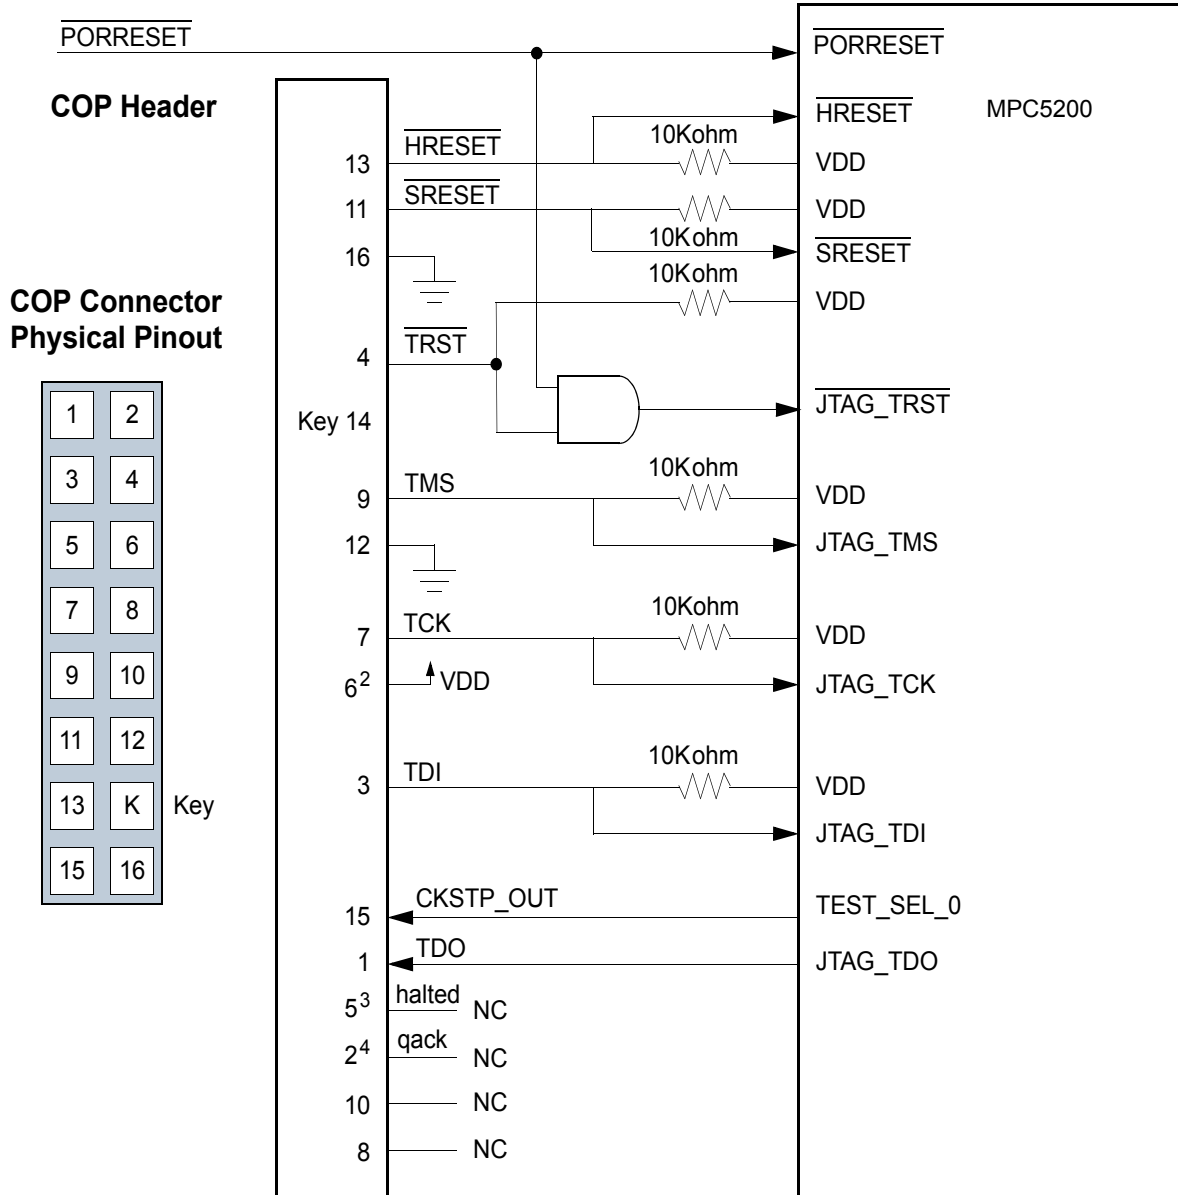 PORRESET
PORRESET
COP Header
HRESET
MPC5200
10Kohm
HRESET
13
VDD
SRESET
11
VDD
10Kohm
SRESET
16
10Kohm
VDD
COP Connector
Physical Pinout
TRST
4
JTAG_TRST
Key 14
1 2
3 4
5 6
7 8
9 10
11 12
13 K Key
15 16
10Kohm
TMS
9
VDD
12
JTAG_TMS
10Kohm
TCK
7
VDD
6²
VDD
JTAG_TCK
10Kohm
TDI
3
VDD
JTAG_TDI
CKSTP_OUT
15
TEST_SEL_0
TDO
1
JTAG_TDO
5³ halted NC
2⁴ qack NC
10 NC
8 NC